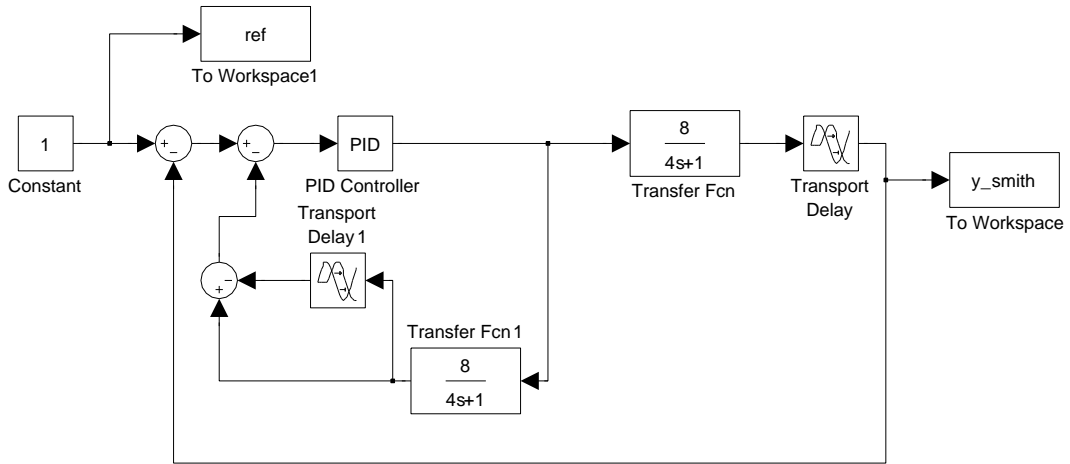 ref
To Workspace1
1
Constant
+
−
+
−
PID
PID Controller
8
4s+1
Transfer Fcn
Transport
Delay
y_smith
To Workspace
Transport
Delay 1
−
+
Transfer Fcn 1
8
4s+1